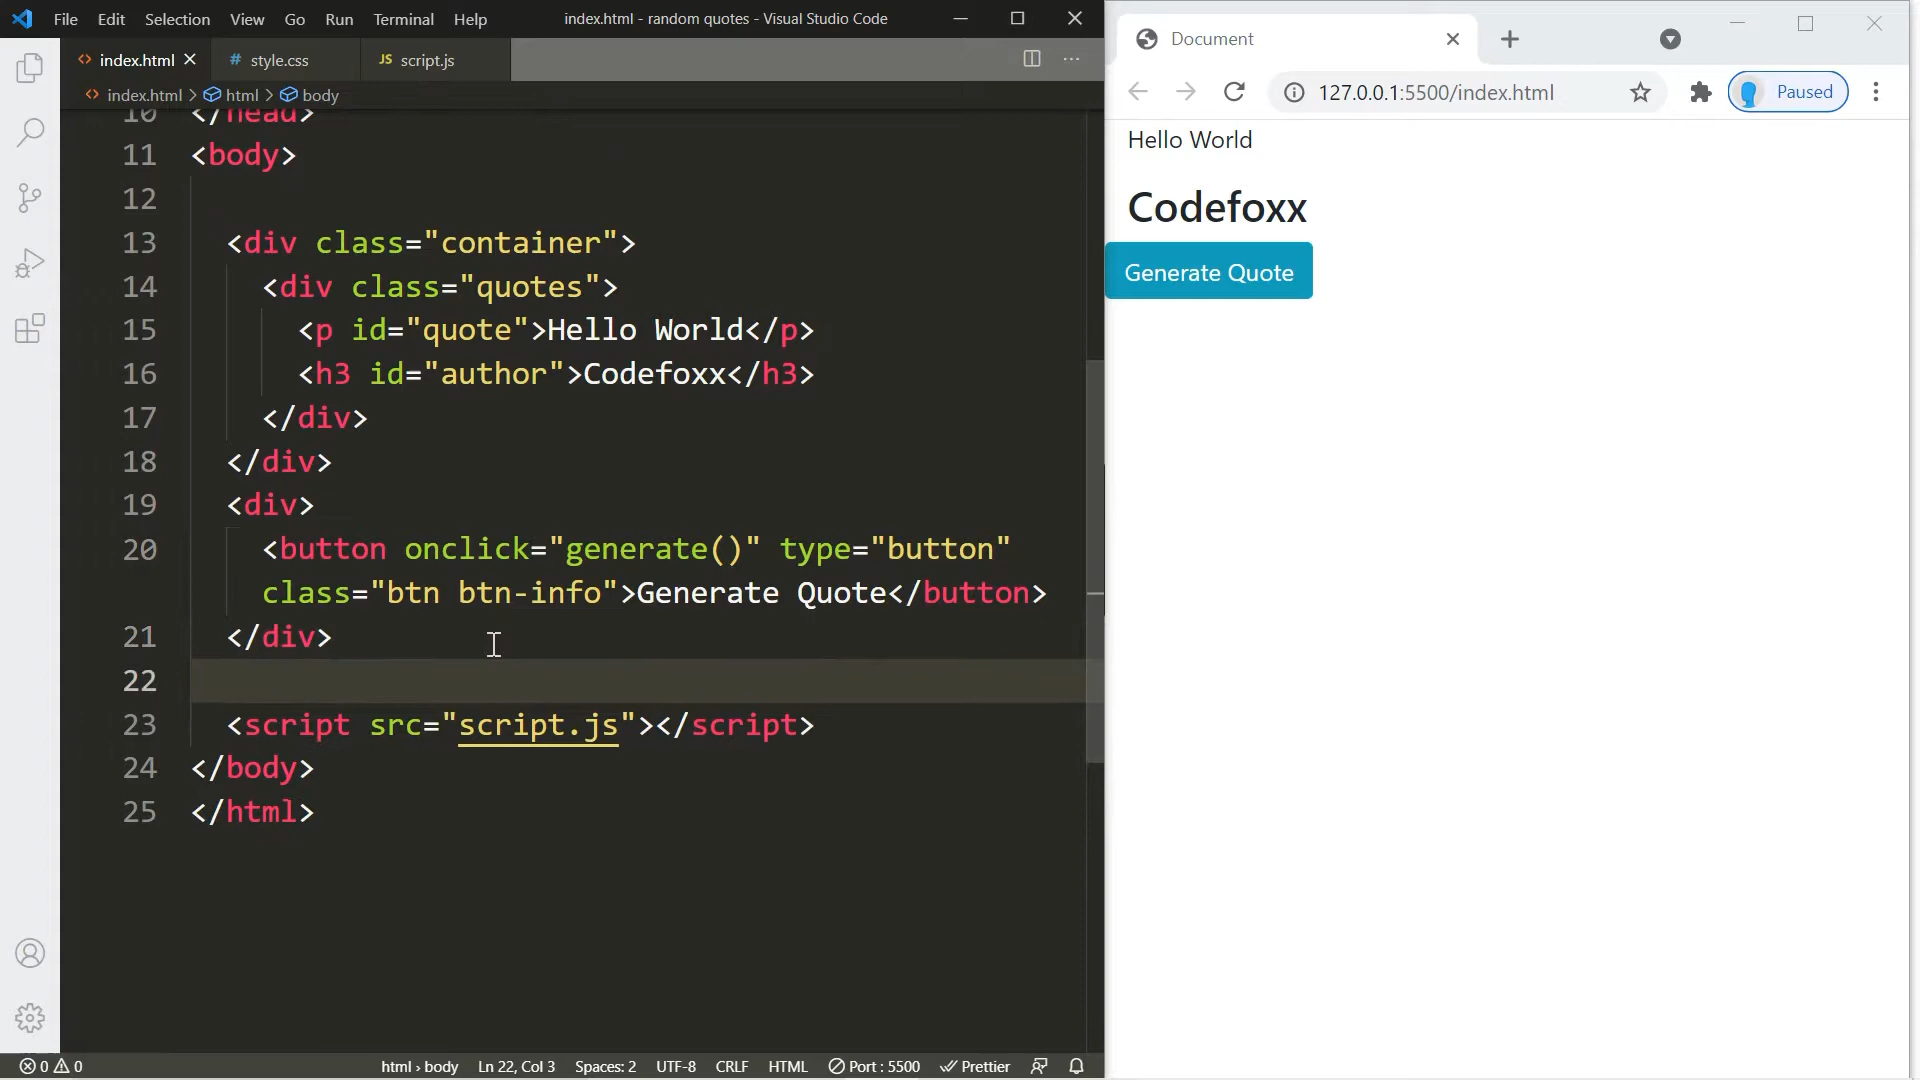 File Edit Selection View Go Run Terminal Help
index.html - random quotes - Visual Studio Code
index.html
# style.css
JS script.js
index.html > html > body
10 </head>
11 <body>
12
13 <div class="container">
14 <div class="quotes">
15 <p id="quote">Hello World</p>
16 <h3 id="author">Codefoxx</h3>
17 </div>
18 </div>
19 <div>
20 <button onclick="generate()" type="button"
class="btn btn-info">Generate Quote</button>
21 </div>
22
23 <script src="script.js"></script>
24 </body>
25 </html>
0 0
html › body
Ln 22, Col 3
Spaces: 2
UTF-8
CRLF
HTML
Port : 5500
Prettier
Document
127.0.0.1:5500/index.html
Paused
Hello World
Codefoxx
Generate Quote